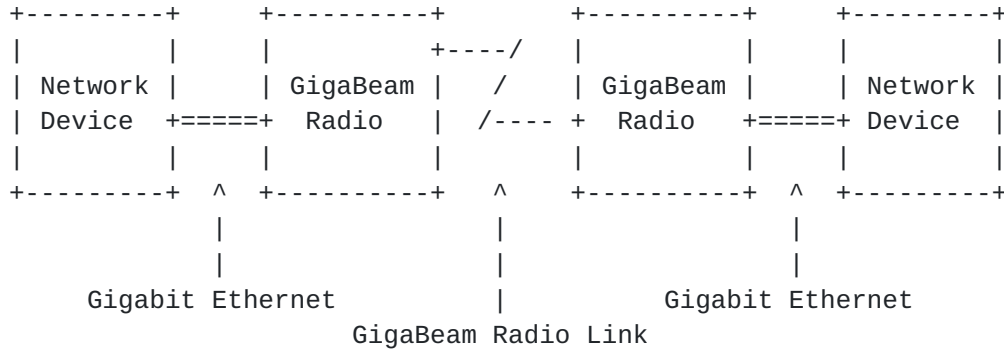 +---------+     +----------+        +----------+     +---------+
|         |     |          +----/   |          |     |         |
| Network |     | GigaBeam |   /    | GigaBeam |     | Network |
| Device  +=====+  Radio   |  /---- +  Radio   +=====+ Device  |
|         |     |          |        |          |     |         |
+---------+  ^  +----------+   ^    +----------+  ^  +---------+
             |                 |                  |
             |                 |                  |
     Gigabit Ethernet          |          Gigabit Ethernet
                      GigaBeam Radio Link